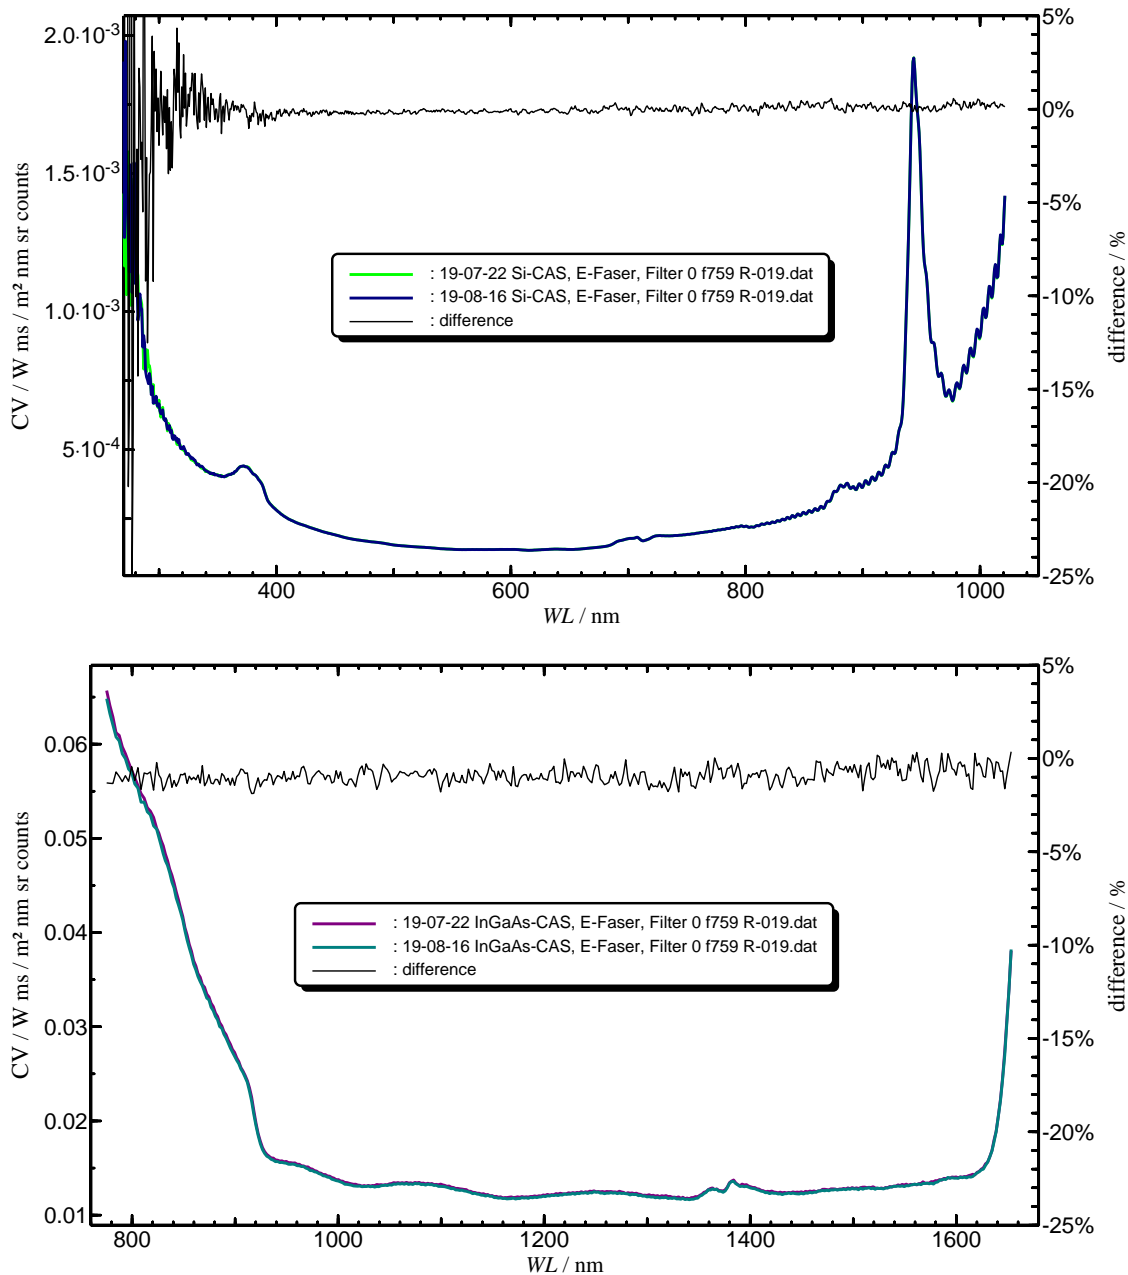 5%
2.0·10⁻³
0%
1.5·10⁻³
-5%
CV / W ms / m² nm sr counts
difference / %
: 19-07-22 Si-CAS, E-Faser, Filter 0 f759 R-019.dat
: 19-08-16 Si-CAS, E-Faser, Filter 0 f759 R-019.dat
: difference
1.0·10⁻³
-10%
-15%
5·10⁻⁴
-20%
-25%
400 600 800 1000
WL / nm
5%
0.06
0%
0.05
-5%
CV / W ms / m² nm sr counts
difference / %
: 19-07-22 InGaAs-CAS, E-Faser, Filter 0 f759 R-019.dat
: 19-08-16 InGaAs-CAS, E-Faser, Filter 0 f759 R-019.dat
: difference
0.04
-10%
0.03
-15%
0.02
-20%
0.01
-25%
800 1000 1200 1400 1600
WL / nm